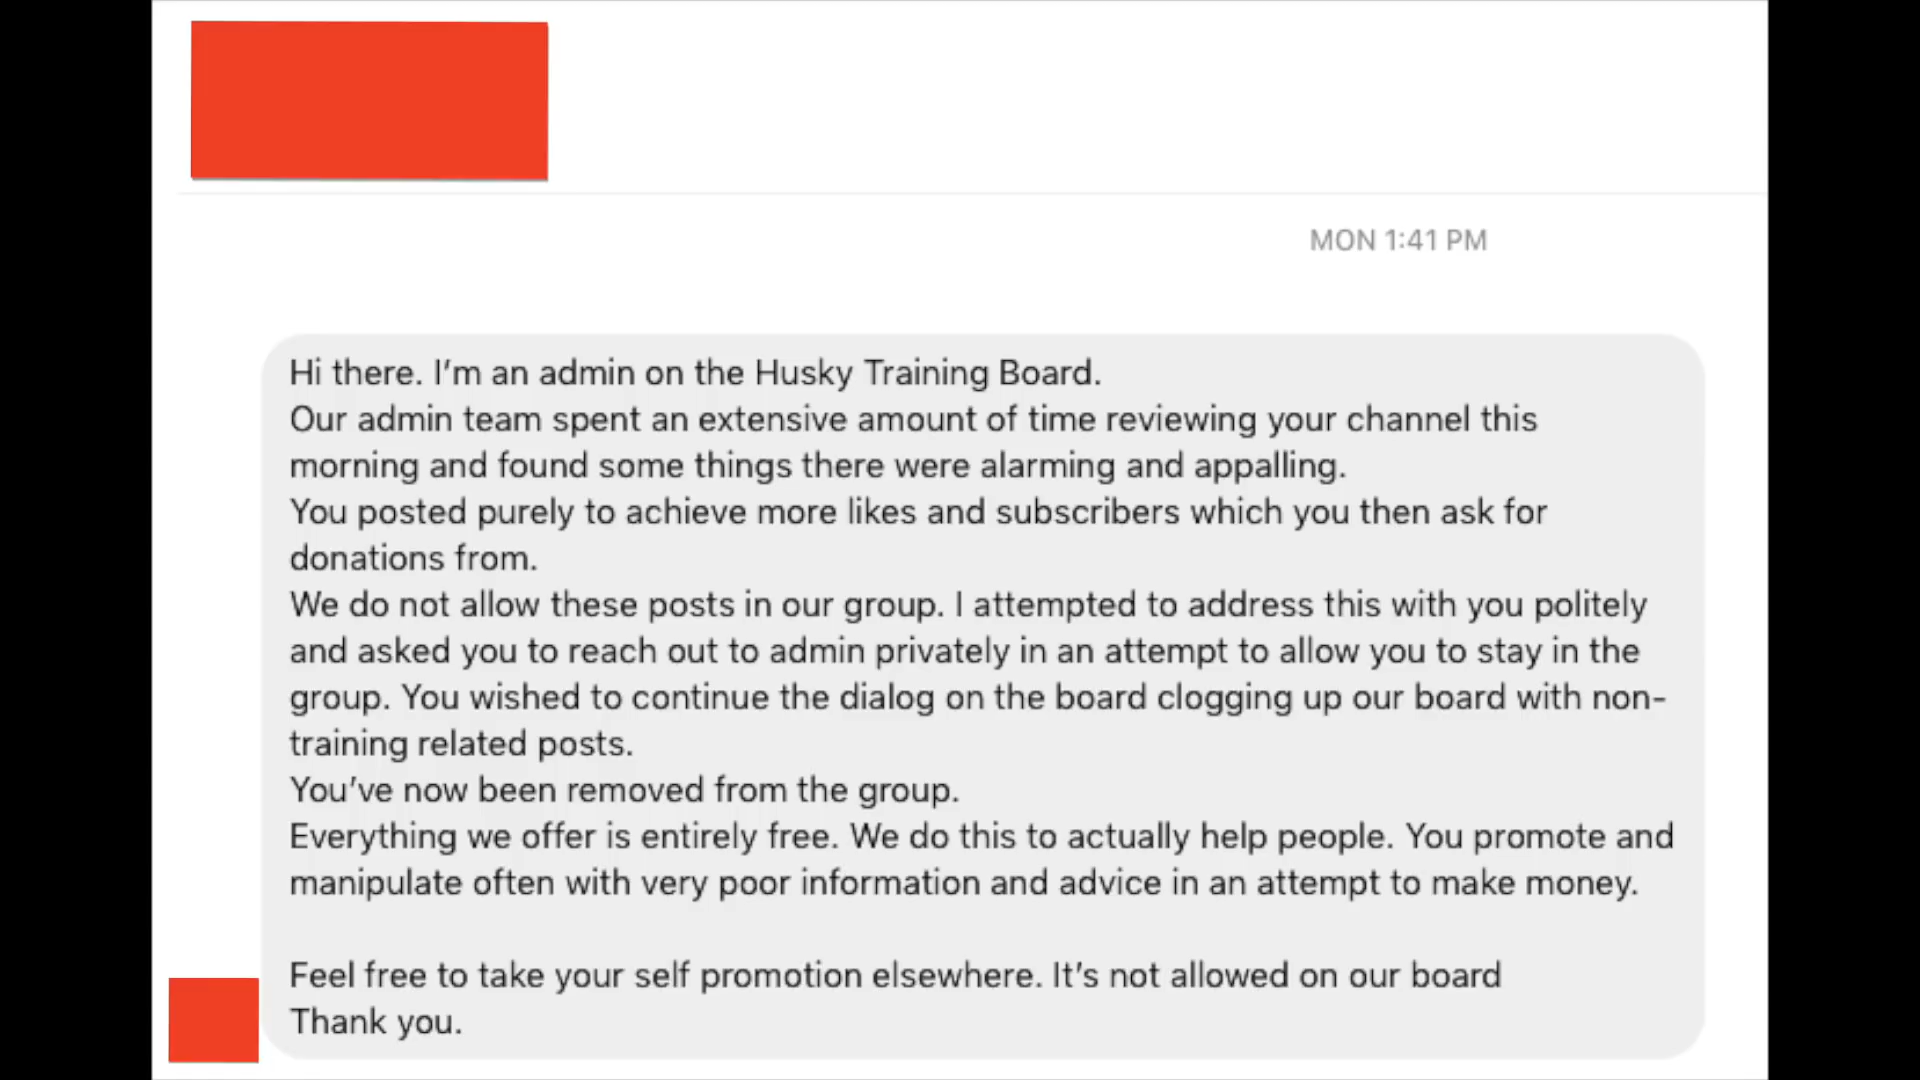 MON 1:41 PM
Hi there. I'm an admin on the Husky Training Board.
Our admin team spent an extensive amount of time reviewing your channel this
morning and found some things there were alarming and appalling.
You posted purely to achieve more likes and subscribers which you then ask for
donations from.
We do not allow these posts in our group. I attempted to address this with you politely
and asked you to reach out to admin privately in an attempt to allow you to stay in the
group. You wished to continue the dialog on the board clogging up our board with non-
training related posts.
You've now been removed from the group.
Everything we offer is entirely free. We do this to actually help people. You promote and
manipulate often with very poor information and advice in an attempt to make money.
Feel free to take your self promotion elsewhere. It's not allowed on our board
Thank you.